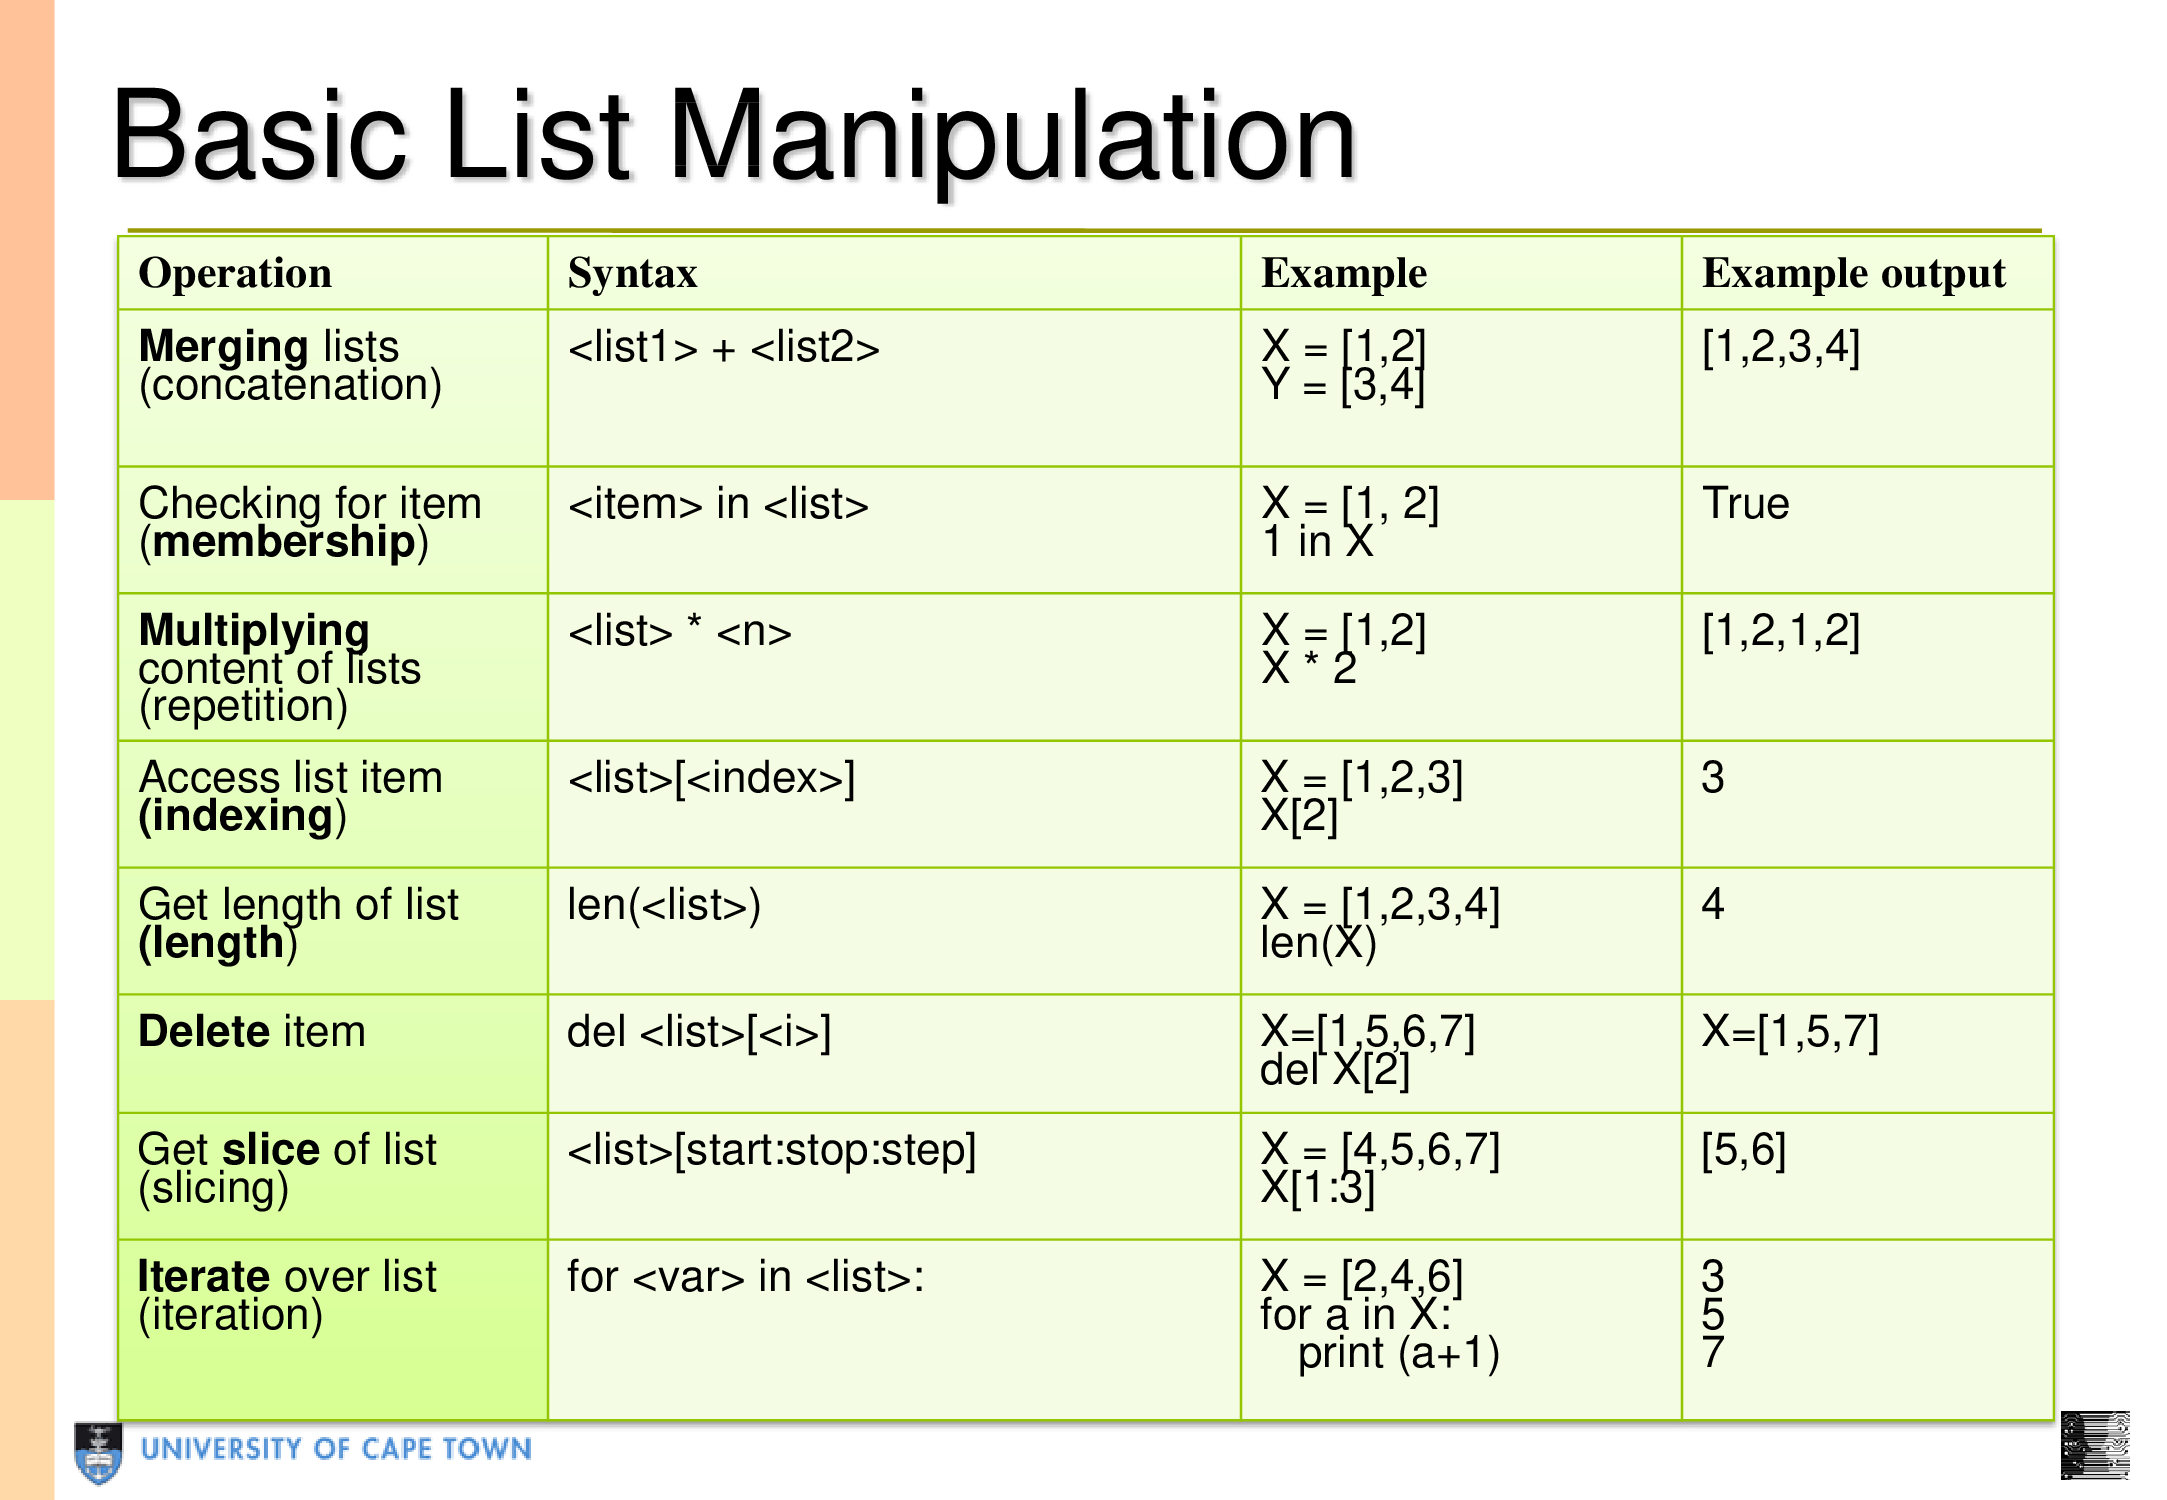 Basic List Manipulation
Operation Syntax Example Example output
Merging lists <list1> + <list2> X = [1,2] [1,2,3,4]
(concatenation) Y = [3,4]
Checking for item <item> in <list> X = [1, 2] True
(membership) 1 in X
Multiplying <list> * <n> X = [1,2] [1,2,1,2]
content of lists X * 2
(repetition)
Access list item <list>[<index>] X = [1,2,3] 3
(indexing) X[2]
Get length of list len(<list>) X = [1,2,3,4] 4
(length) len(X)
Delete item del <list>[<i>] X=[1,5,6,7] X=[1,5,7]
del X[2]
Get slice of list <list>[start:stop:step] X = [4,5,6,7] [5,6]
(slicing) X[1:3]
Iterate over list for <var> in <list>: X = [2,4,6] 3
(iteration) for a in X: 5
print (a+1) 7
UNIVERSITY OF CAPE TOWN